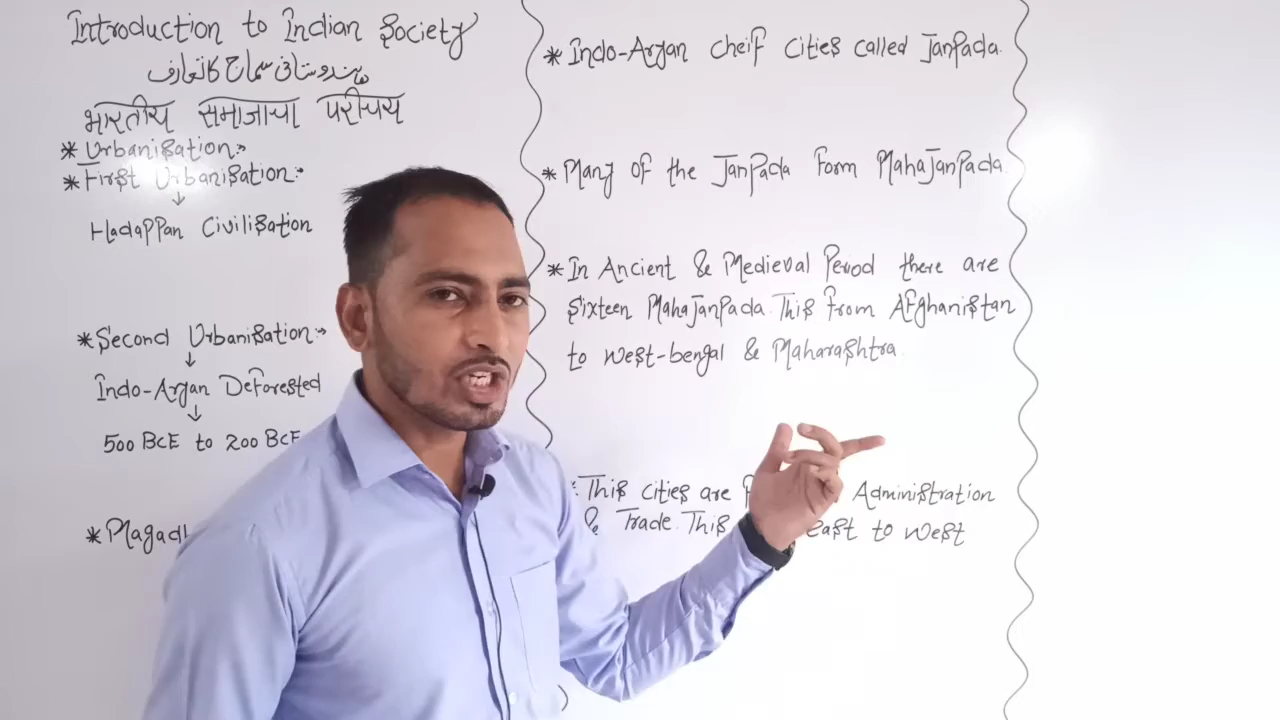 Introduction to Indian Society
ہندوستانی سماج کا تعارف
भारतीय समाजाचा परीचय
* Urbanisation:-
* First Urbanisation:-
↓
Hadappan Civilisation
* Second Urbanisation:-
↓
Indo-Aryan Deforested
↓
500 BCE to 200 BCE
* Magad
* Indo-Aryan cheif cities called Janpada.
* Many of the Janpada form Mahajanpada.
* In Ancient & Medieval Period there are
sixteen Mahajanpada. This from Afghanistan
to west-bengal & Maharashtra.
* This cities are Administration
& Trade. This east to west